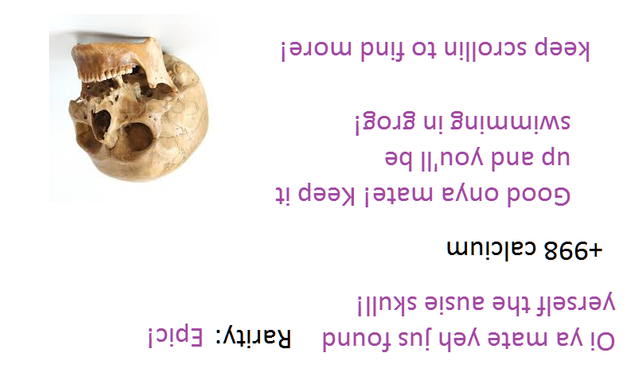 Oi ya mate yeh jus found
yerself the ausie skull!
Rarity: Epic!
+998 calcium
Good onya mate! Keep it
up and you'll be
swimming in grog!
keep scrollin to find more!